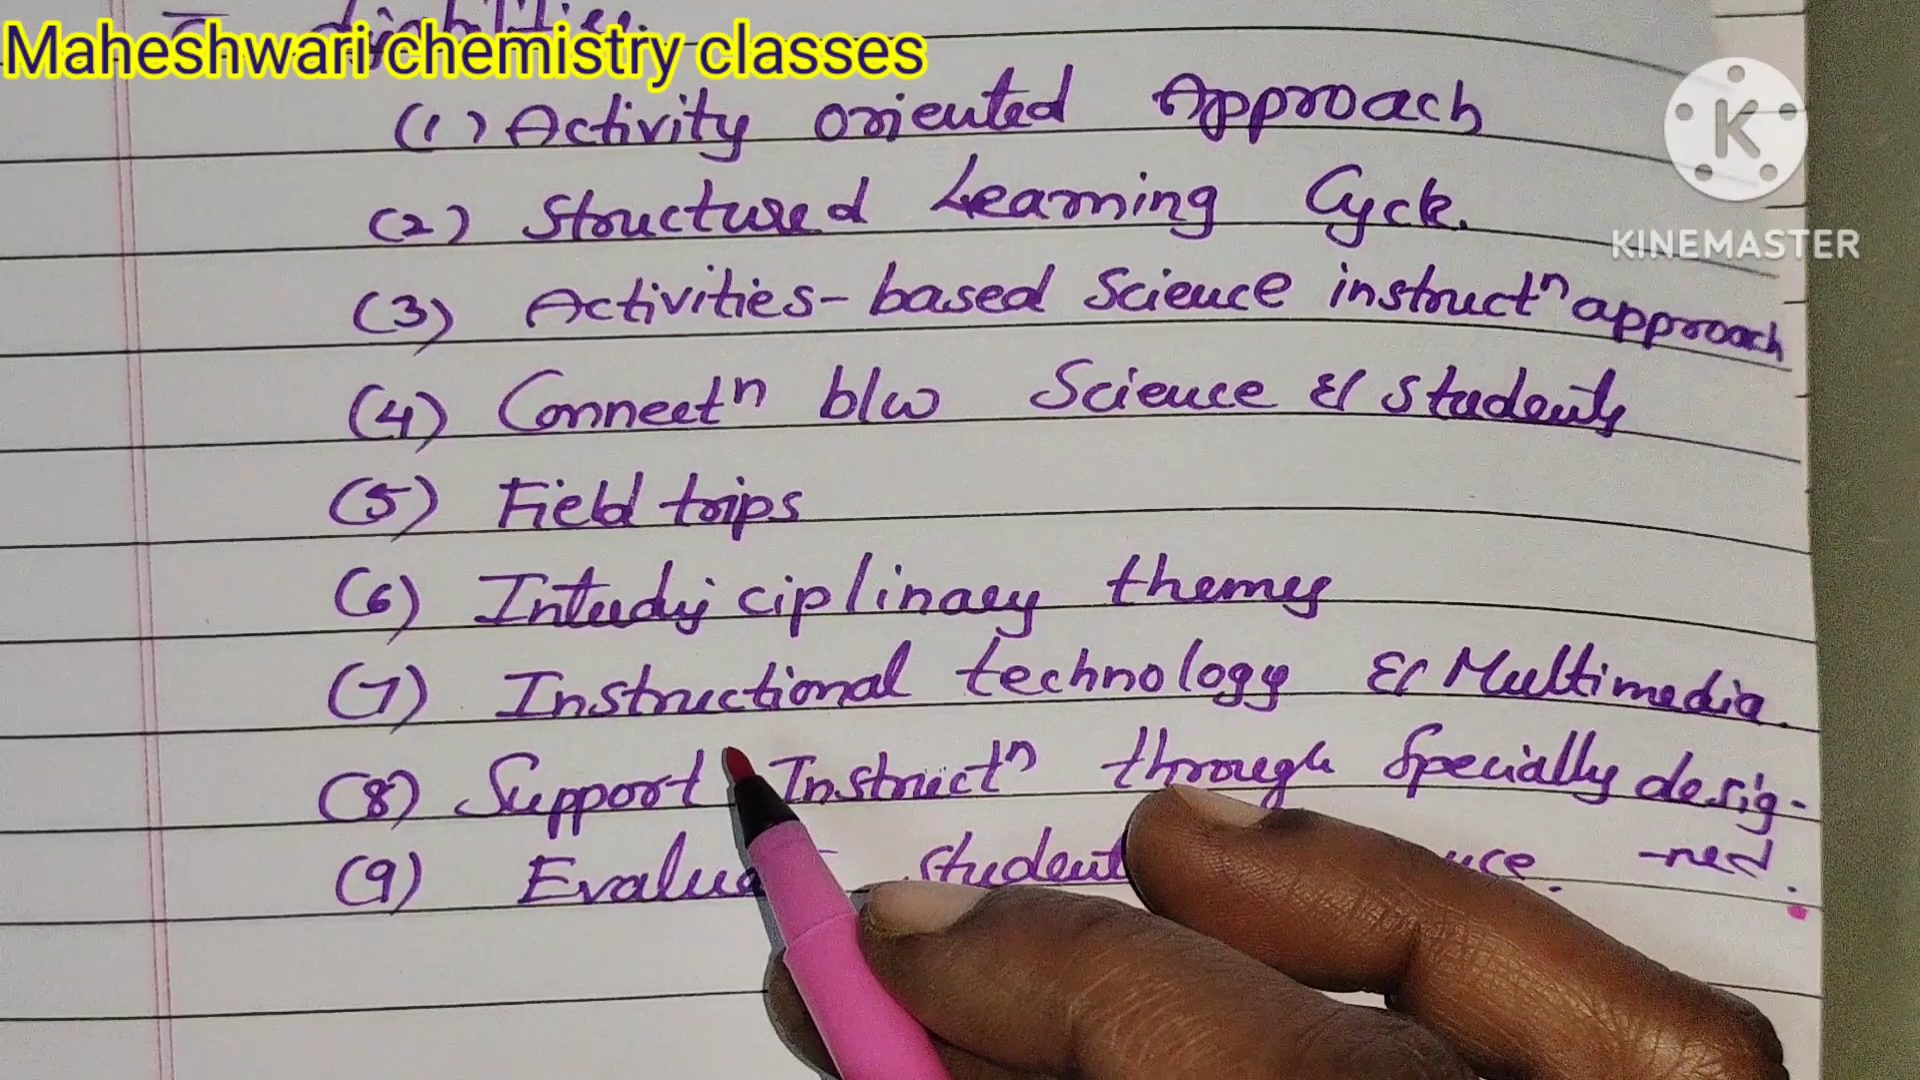 Maheshwari chemistry classes
(1) Activity oriented Approach
KINEMASTER
(2) Structured Learning Cycle.
(3) Activities-based Science instructⁿ approach
(4) Connectⁿ b/w Science & students
(5) Field trips
(6) Interdisciplinary themes
(7) Instructional technology & Multimedia.
(8) Support Instructⁿ through Specially desig-
-ned.
(9) student